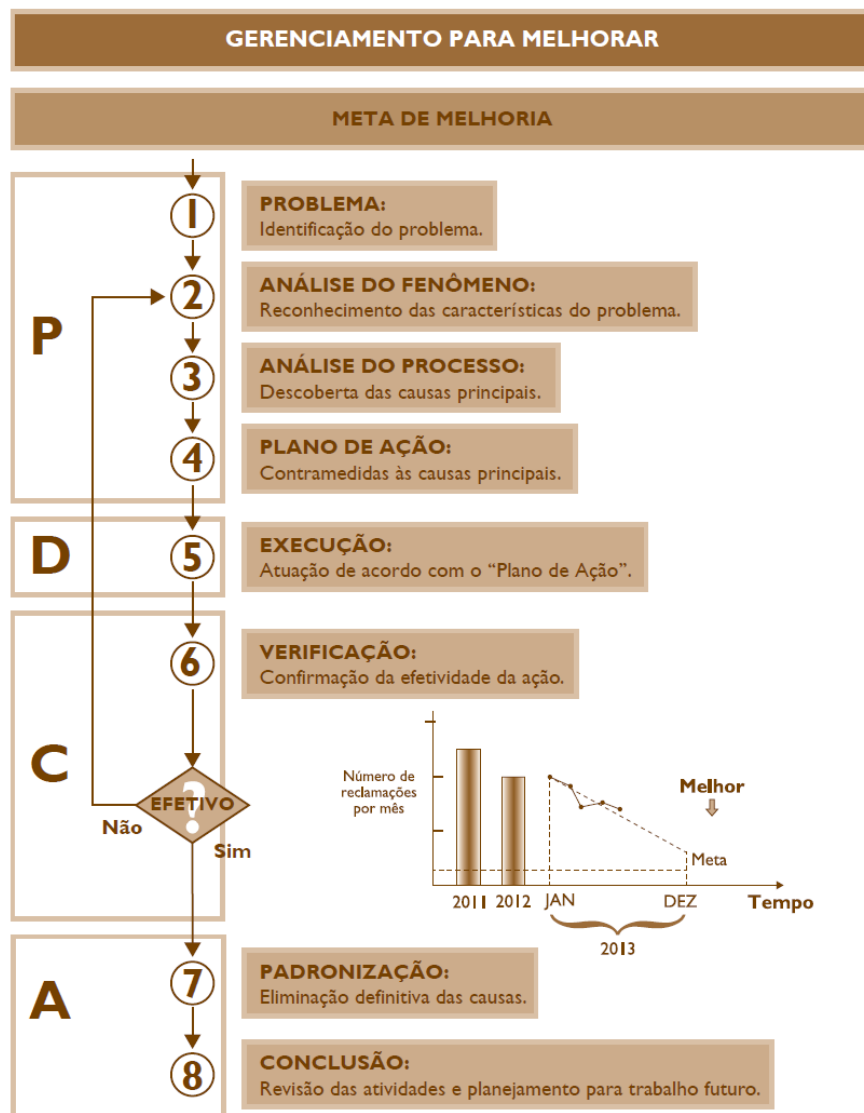 GERENCIAMENTO PARA MELHORAR
META DE MELHORIA
P
1
PROBLEMA:
Identificação do problema.
2
ANÁLISE DO FENÔMENO:
Reconhecimento das características do problema.
3
ANÁLISE DO PROCESSO:
Descoberta das causas principais.
4
PLANO DE AÇÃO:
Contramedidas às causas principais.
D
5
EXECUÇÃO:
Atuação de acordo com o “Plano de Ação”.
C
6
VERIFICAÇÃO:
Confirmação da efetividade da ação.
?
EFETIVO
Não
Sim
Número de
reclamações
por mês
Melhor
Meta
2011 2012 JAN DEZ Tempo
2013
A
7
PADRONIZAÇÃO:
Eliminação definitiva das causas.
8
CONCLUSÃO:
Revisão das atividades e planejamento para trabalho futuro.